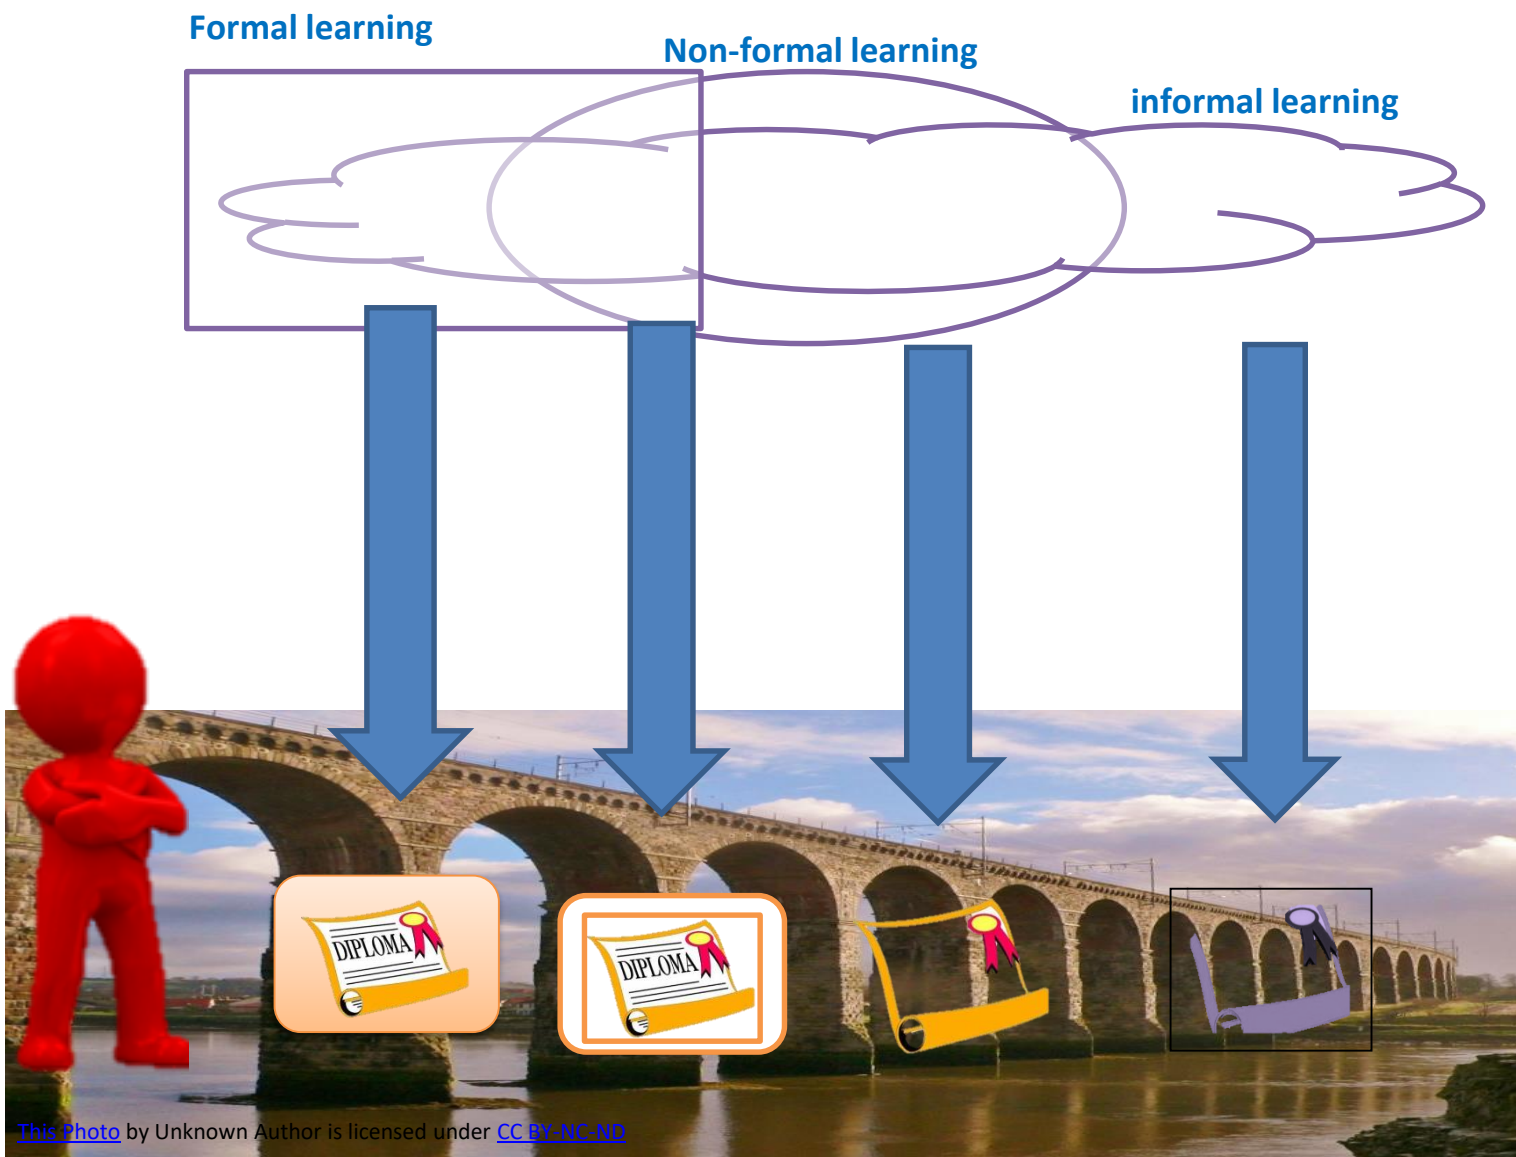 Formal learning
Non-formal learning
informal learning
DIPLOMA
DIPLOMA
This Photo by Unknown Author is licensed under CC BY-NC-ND